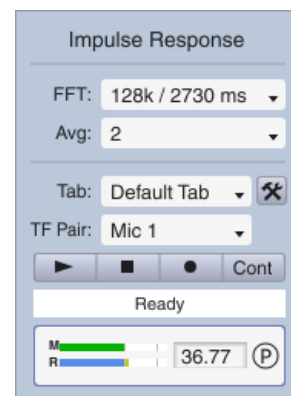 Impulse Response
FFT: 128k / 2730 ms
Avg: 2
Tab: Default Tab
TF Pair: Mic 1
Cont
Ready
M
R
36.77 P